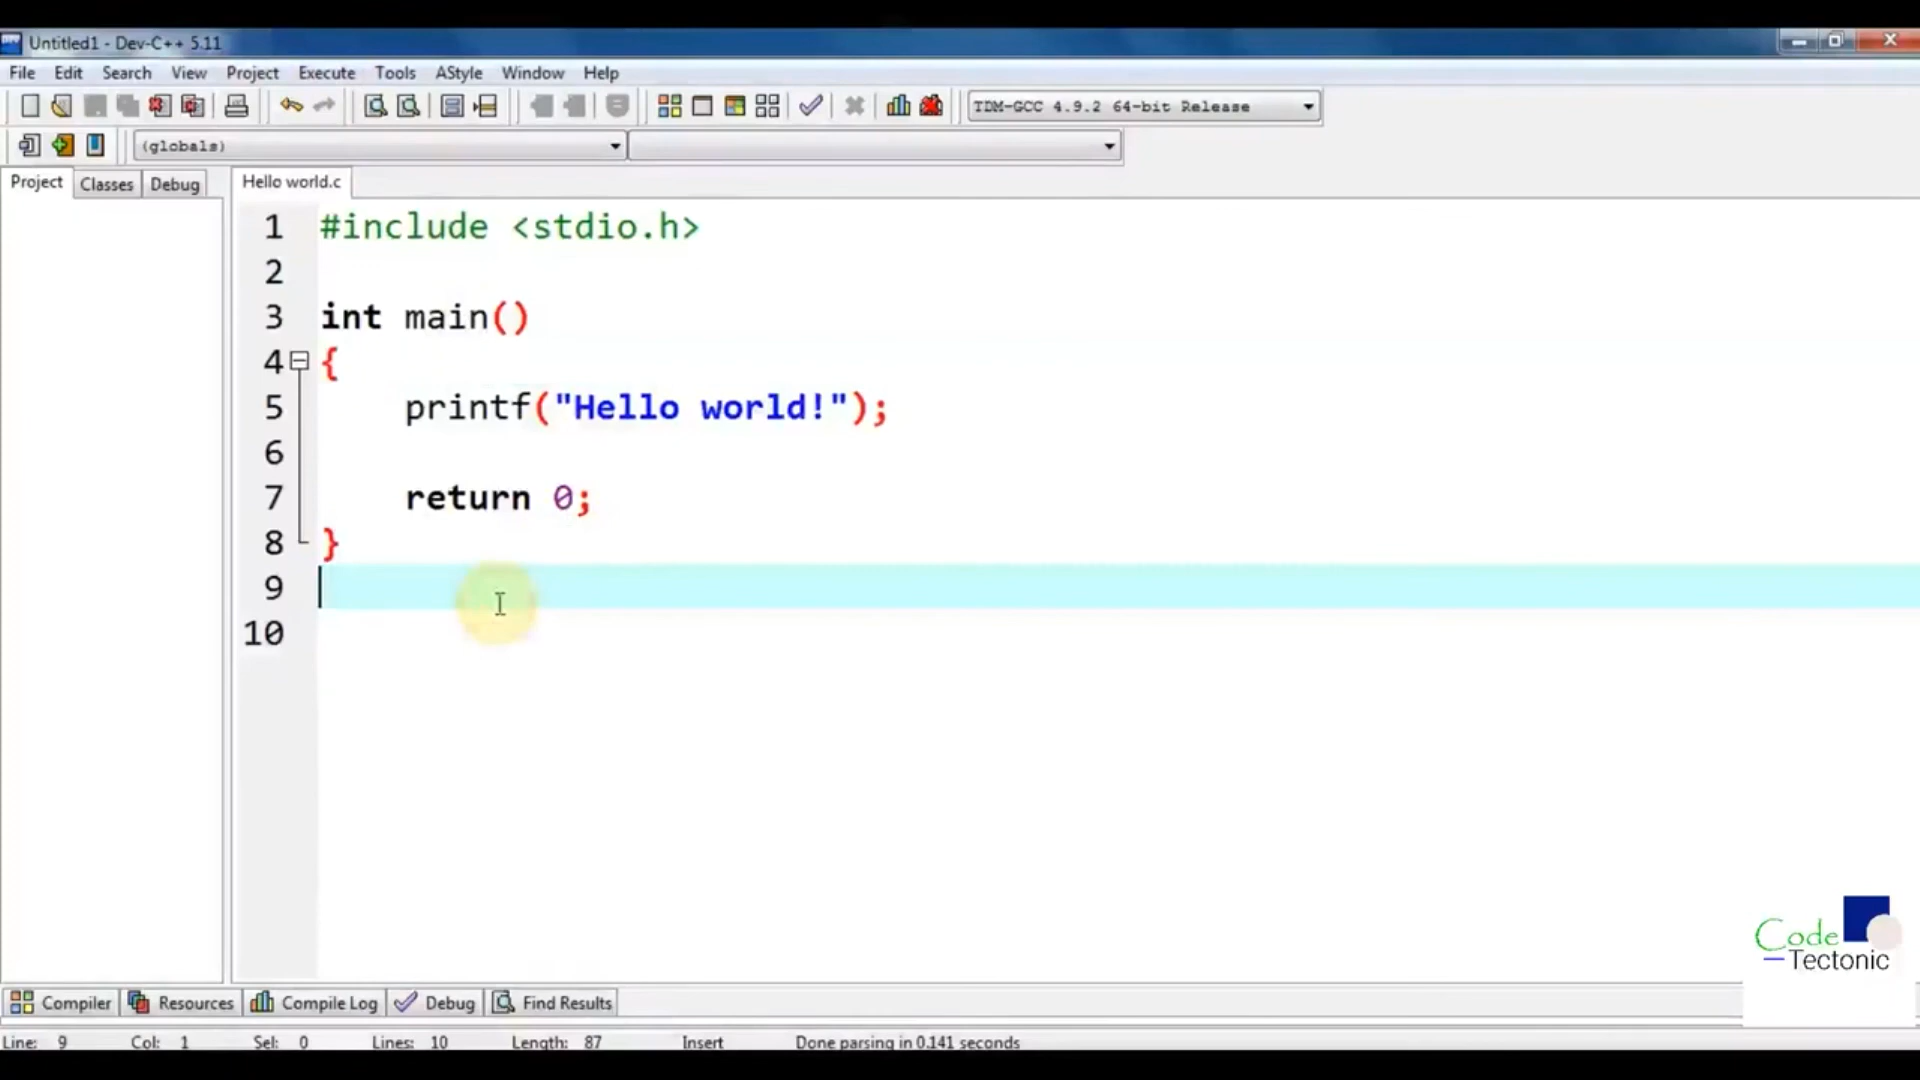 Untitled1 - Dev-C++ 5.11
File Edit Search View Project Execute Tools AStyle Window Help
TDM-GCC 4.9.2 64-bit Release
(globals)
Project Classes Debug Hello world.c
1 #include <stdio.h>
2
3 int main()
4 {
5 printf("Hello world!");
6
7 return 0;
8 }
9
10
Code
Tectonic
Compiler Resources Compile Log Debug Find Results
Line: 9 Col: 1 Sel: 0 Lines: 10 Length: 87 Insert Done parsing in 0.141 seconds